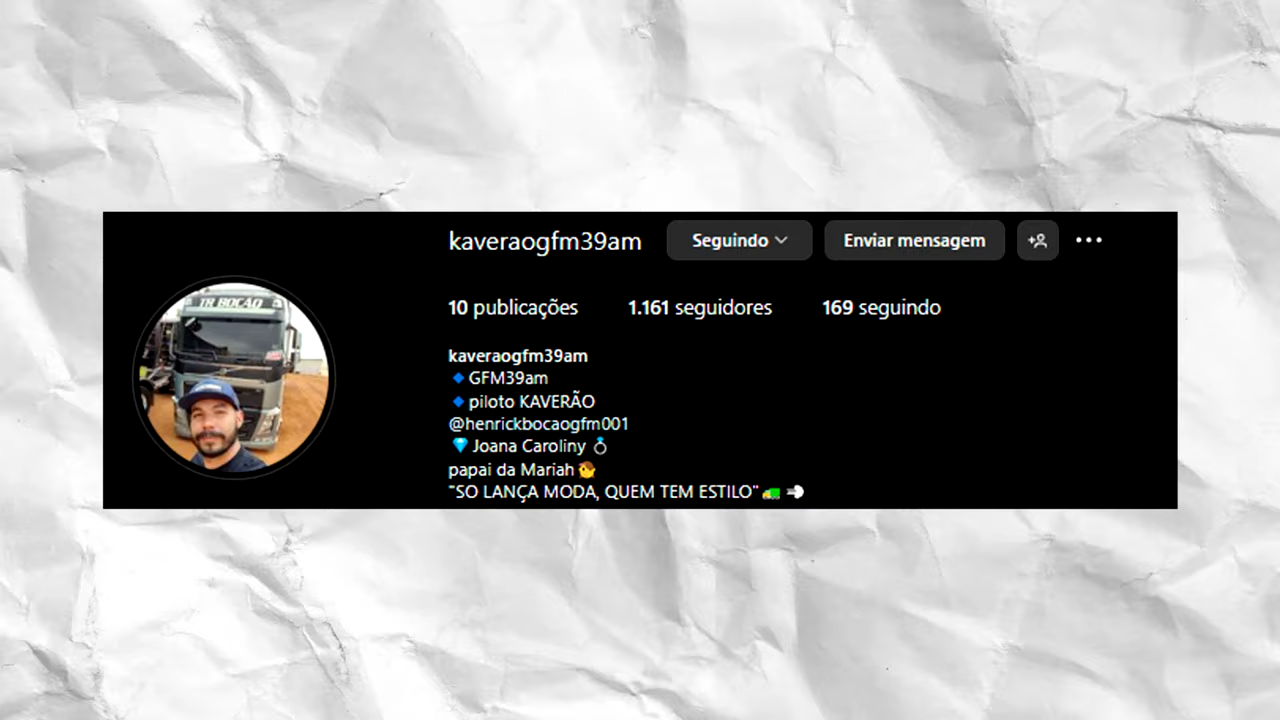 kaveraogfm39am Seguindo Enviar mensagem
TR BOCÃO
10 publicações 1.161 seguidores 169 seguindo
kaveraogfm39am
🔹GFM39am
🔹piloto KAVERÃO
@henrickbocaogfm001
💎Joana Caroliny 💍
papai da Mariah
"SO LANÇA MODA, QUEM TEM ESTILO"